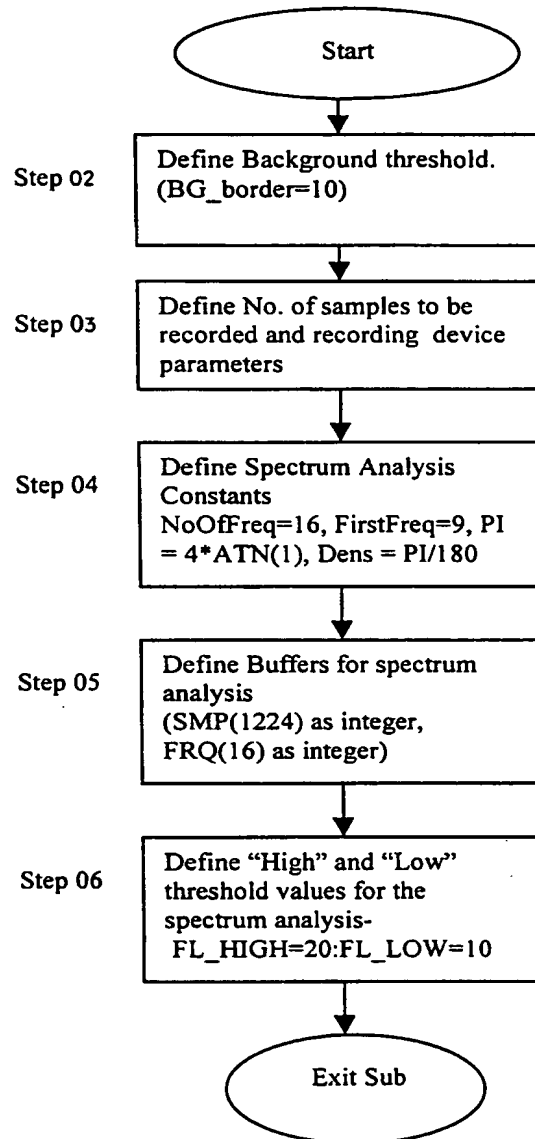 Start
Step 02
Define Background threshold.
(BG_border=10)
Step 03
Define No. of samples to be
recorded and recording device
parameters
Step 04
Define Spectrum Analysis
Constants
NoOfFreq=16, FirstFreq=9, PI
= 4*ATN(1), Dens = PI/180
Step 05
Define Buffers for spectrum
analysis
(SMP(1224) as integer,
FRQ(16) as integer)
Step 06
Define “High” and “Low”
threshold values for the
spectrum analysis-
FL_HIGH=20:FL_LOW=10
Exit Sub